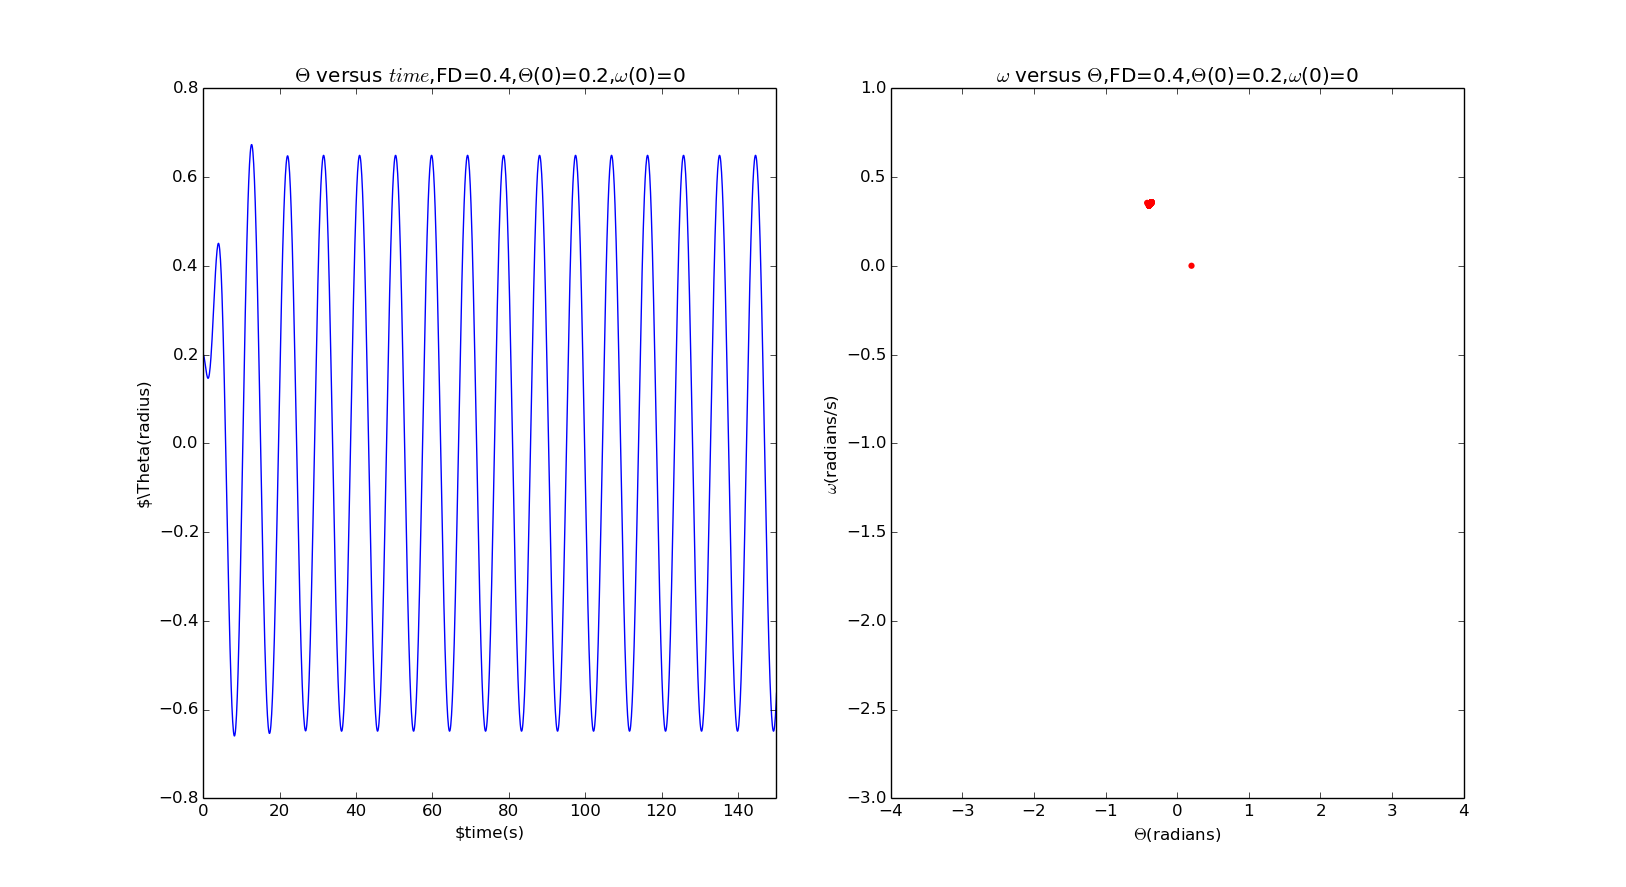 Θ versus time,FD=0.4,Θ(0)=0.2,ω(0)=0
0.8
0.6
0.4
0.2
0.0
−0.2
−0.4
−0.6
−0.8
$\Theta(radius)
0 20 40 60 80 100 120 140
$time(s)
ω versus Θ,FD=0.4,Θ(0)=0.2,ω(0)=0
1.0
0.5
0.0
−0.5
−1.0
−1.5
−2.0
−2.5
−3.0
ω(radians/s)
−4 −3 −2 −1 0 1 2 3 4
Θ(radians)